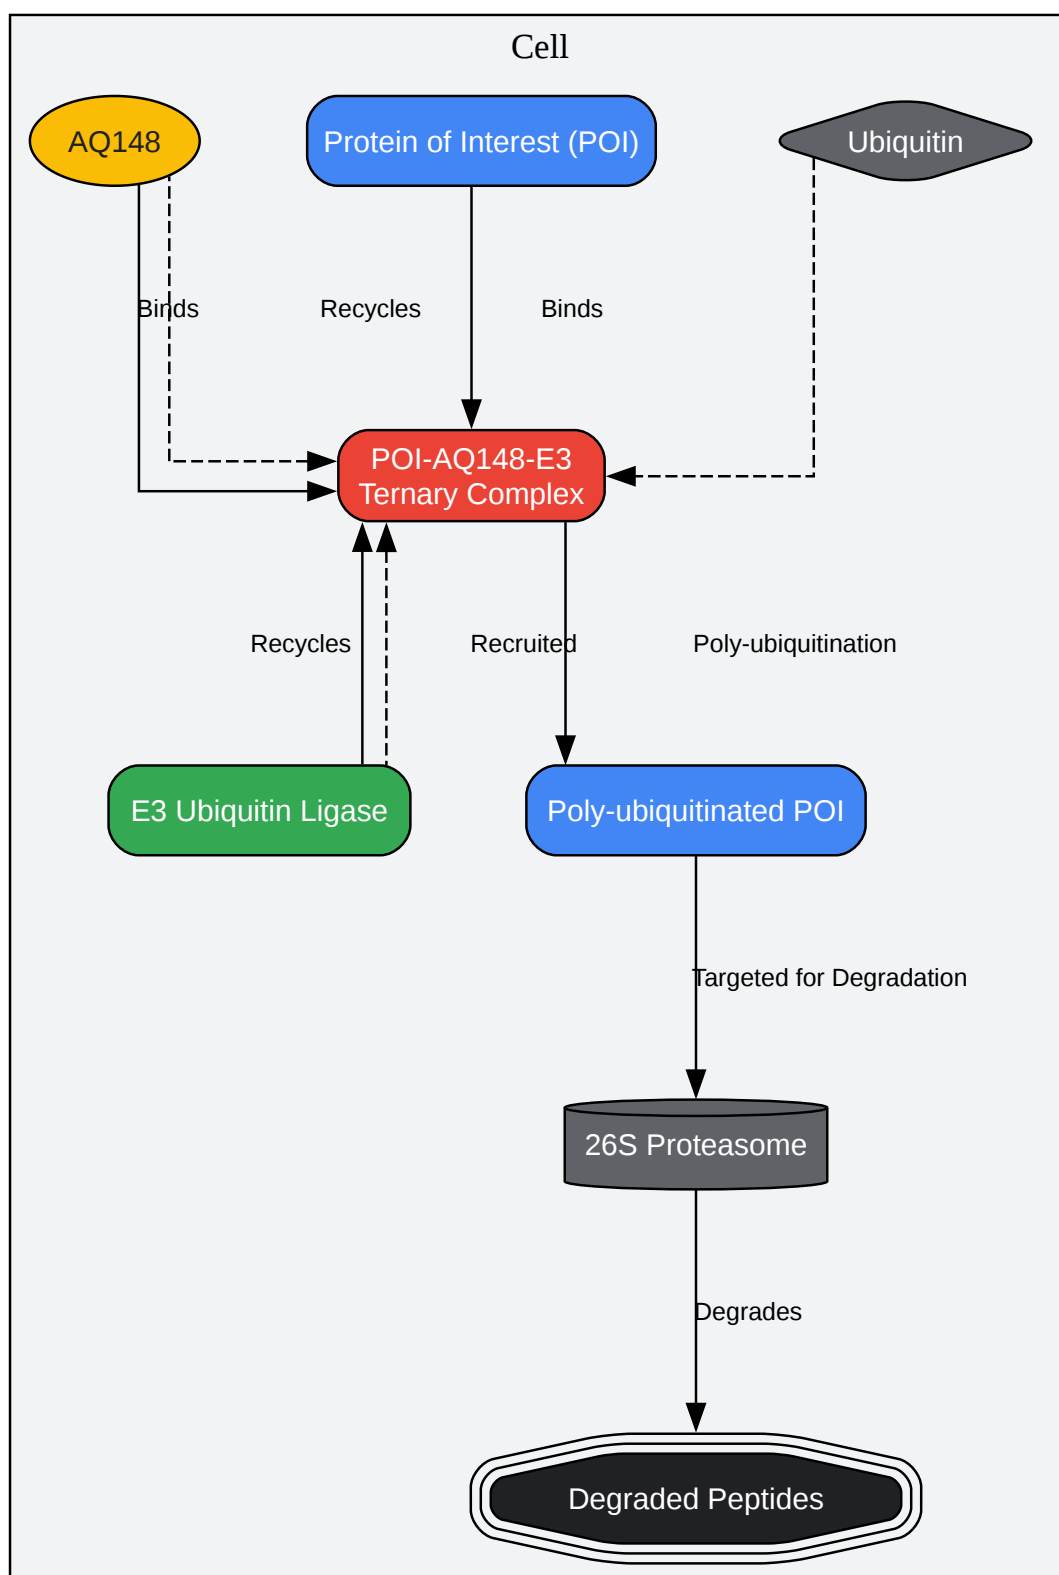 Cell
AQ148
Protein of Interest (POI)
Ubiquitin
Binds
Recycles
Binds
POI-AQ148-E3
Ternary Complex
Recycles
Recruited
Poly-ubiquitination
E3 Ubiquitin Ligase
Poly-ubiquitinated POI
Targeted for Degradation
26S Proteasome
Degrades
Degraded Peptides